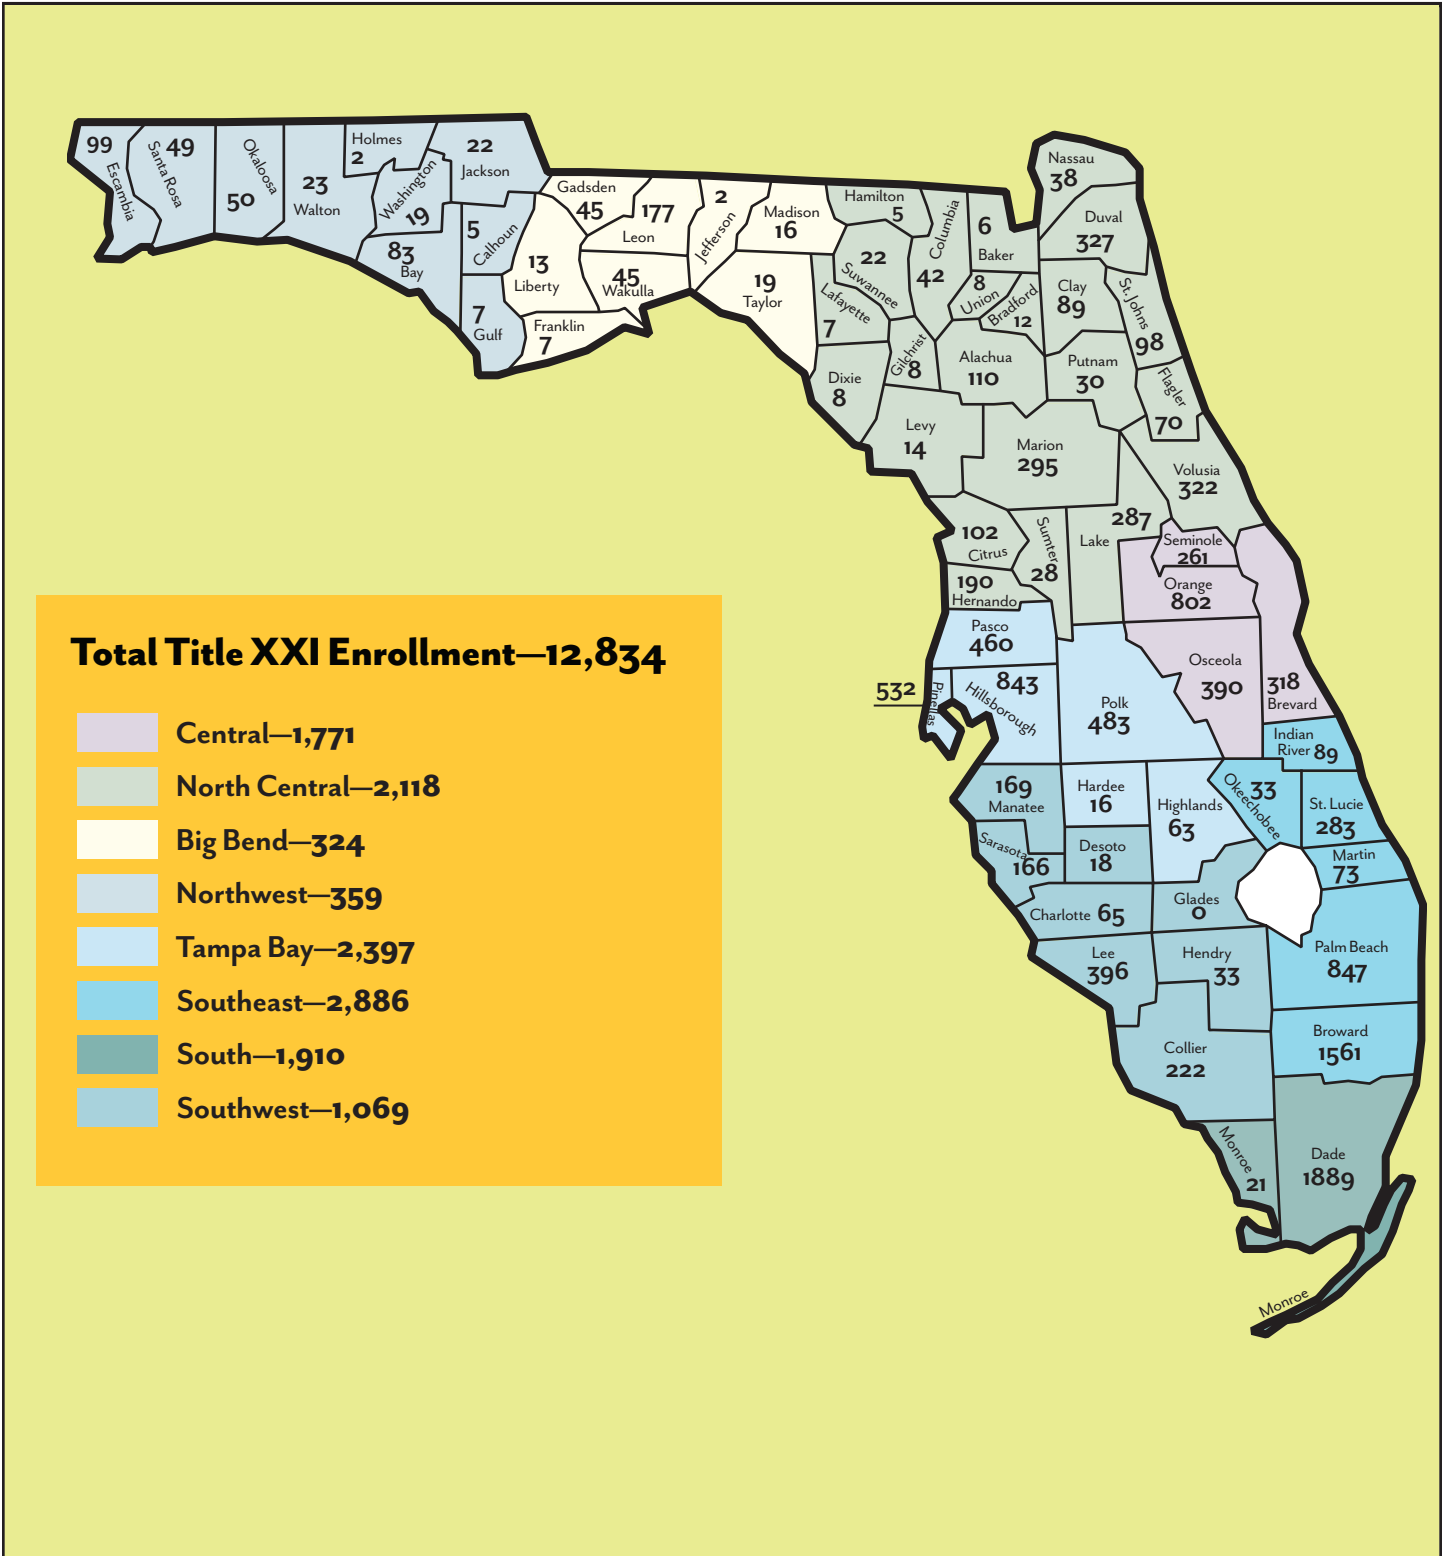 99
Escambia
49
Santa Rosa
Okaloosa
50
23
Walton
Holmes
2
Washington
19
22
Jackson
83
Bay
5
Calhoun
7
Gulf
Gadsden
45
177
Leon
13
Liberty
45
Wakulla
Franklin
7
2
Jefferson
Madison
16
19
Taylor
Hamilton
5
22
Suwannee
Lafayette
7
Columbia
42
6
Baker
8
Union
Bradford
12
Nassau
38
Duval
327
Clay
89
St. Johns
98
Dixie
8
Gilchrist
8
Alachua
110
Putnam
30
Flagler
70
Levy
14
Marion
295
Volusia
322
102
Citrus
Sumter
28
287
Lake
Seminole
261
Orange
802
190
Hernando
Pasco
460
532
Pinellas
843
Hillsborough
Polk
483
Osceola
390
318
Brevard
Indian
River 89
169
Manatee
Hardee
16
Highlands
63
33
Okeechobee
St. Lucie
283
Sarasota
166
Desoto
18
Martin
73
Charlotte 65
Glades
0
Lee
396
Hendry
33
Palm Beach
847
Collier
222
Broward
1561
Monroe
21
Dade
1889
Monroe
Total Title XXI Enrollment—12,834
Central—1,771
North Central—2,118
Big Bend—324
Northwest—359
Tampa Bay—2,397
Southeast—2,886
South—1,910
Southwest—1,069